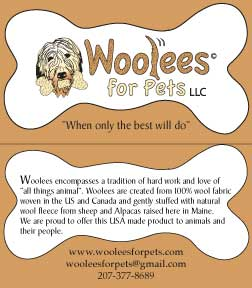 Woolees©
for Pets LLC
"When only the best will do"
Woolees encompasses a tradition of hard work and love of
"all things animal". Woolees are created from 100% wool fabric
woven in the US and Canada and gently stuffed with natural
wool fleece from sheep and Alpacas raised here in Maine.
We are proud to offer this USA made product to animals and
their people.
www.wooleesforpets.com
wooleesforpets@gmail.com
207-377-8689